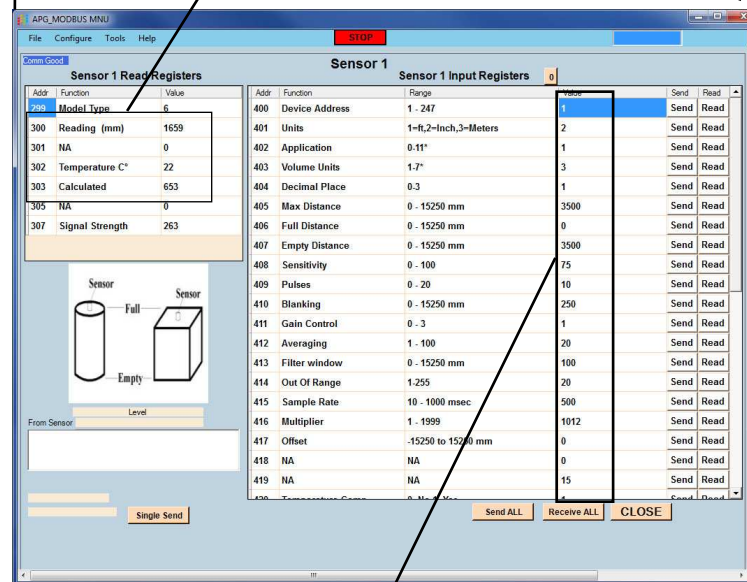 APG_MODBUS MNU
File Configure Tools Help STOP
Comm Good
Sensor 1
Sensor 1 Read Registers
Sensor 1 Input Registers 0
Addr Function Value
299 Model Type 6
300 Reading (mm) 1659
301 NA 0
302 Temperature C° 22
303 Calculated 653
305 NA 0
307 Signal Strength 263
Sensor
Sensor
Full
Empty
Level
From Sensor
Single Send
Addr Function Range Value Send Read
400 Device Address 1 - 247 1 Send Read
401 Units 1=ft,2=Inch,3=Meters 2 Send Read
402 Application 0-11* 1 Send Read
403 Volume Units 1-7* 3 Send Read
404 Decimal Place 0-3 1 Send Read
405 Max Distance 0 - 15250 mm 3500 Send Read
406 Full Distance 0 - 15250 mm 0 Send Read
407 Empty Distance 0 - 15250 mm 3500 Send Read
408 Sensitivity 0 - 100 75 Send Read
409 Pulses 0 - 20 10 Send Read
410 Blanking 0 - 15250 mm 250 Send Read
411 Gain Control 0 - 3 1 Send Read
412 Averaging 1 - 100 20 Send Read
413 Filter window 0 - 15250 mm 100 Send Read
414 Out Of Range 1-255 20 Send Read
415 Sample Rate 10 - 1000 msec 500 Send Read
416 Multiplier 1 - 1999 1012 Send Read
417 Offset -15250 to 15250 mm 0 Send Read
418 NA NA 0 Send Read
419 NA NA 15 Send Read
Send ALL Receive ALL CLOSE